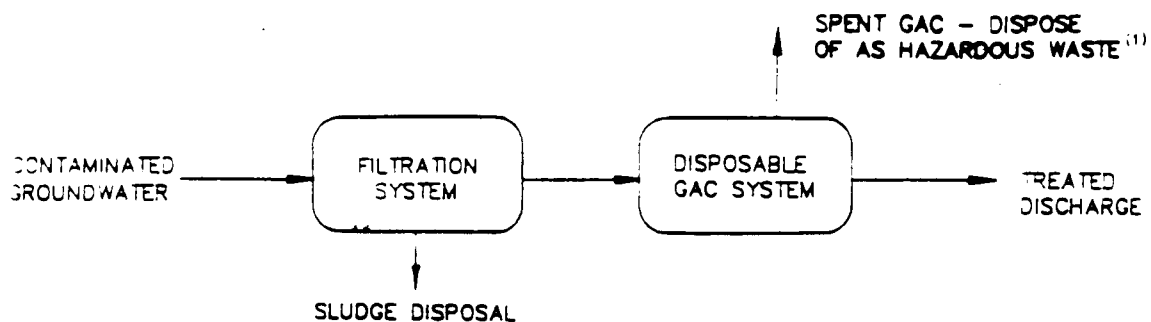 SPENT GAC – DISPOSE
OF AS HAZARDOUS WASTE (1)
CONTAMINATED
GROUNDWATER
FILTRATION
SYSTEM
DISPOSABLE
GAC SYSTEM
TREATED
DISCHARGE
SLUDGE DISPOSAL